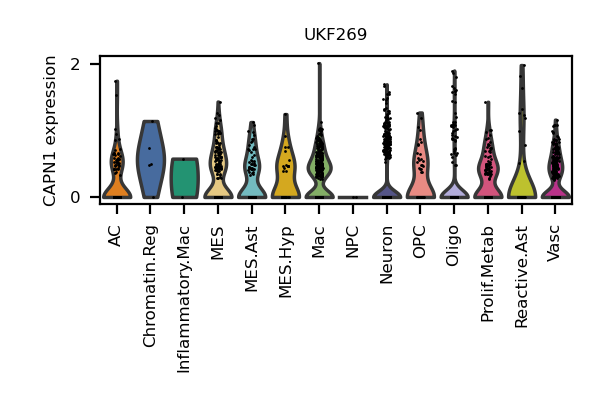 UKF269
CAPN1 expression
2
0
AC
Chromatin.Reg
Inflammatory.Mac
MES
MES.Ast
MES.Hyp
Mac
NPC
Neuron
OPC
Oligo
Prolif.Metab
Reactive.Ast
Vasc